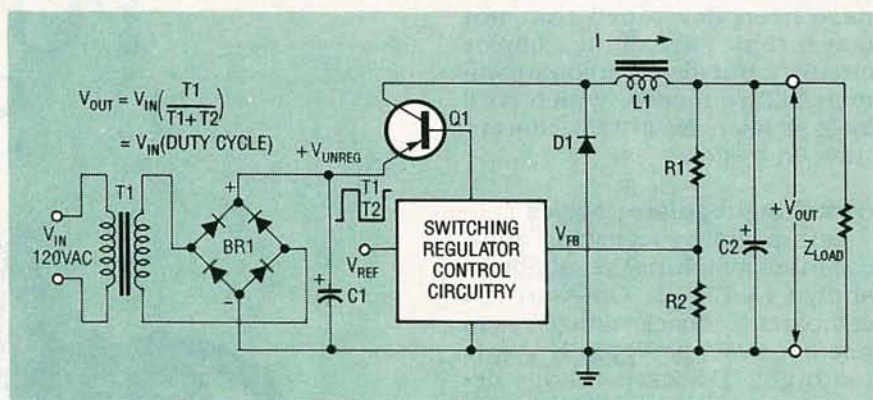 I
V_OUT = V_IN(T1/T1+T2)
= V_IN(DUTY CYCLE)
Q1
L1
+V_UNREG
D1
R1
T1
T1
T2
V_IN
120VAC
BR1
SWITCHING
REGULATOR
CONTROL
CIRCUITRY
V_FB
V_REF
C1
C2
+
+V_OUT
Z_LOAD
R2
+
−
+